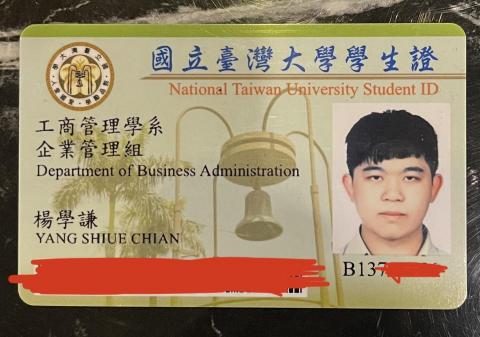 國立臺灣大學學生證
National Taiwan University Student ID
工商管理學系
企業管理組
Department of Business Administration
楊學謙
YANG SHIUE CHIAN
B137